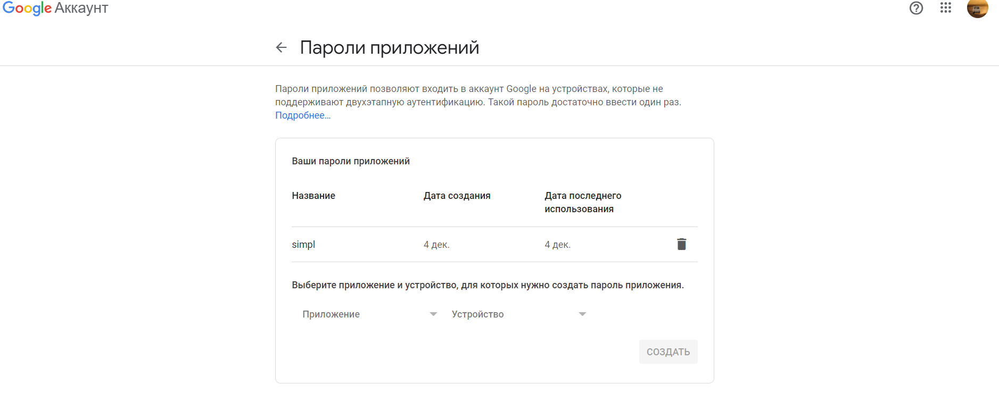 Google Аккаунт
Пароли приложений
Пароли приложений позволяют входить в аккаунт Google на устройствах, которые не
поддерживают двухэтапную аутентификацию. Такой пароль достаточно ввести один раз.
Подробнее…
Ваши пароли приложений
Название Дата создания Дата последнего
использования
simpl 4 дек. 4 дек.
Выберите приложение и устройство, для которых нужно создать пароль приложения.
Приложение Устройство
СОЗДАТЬ